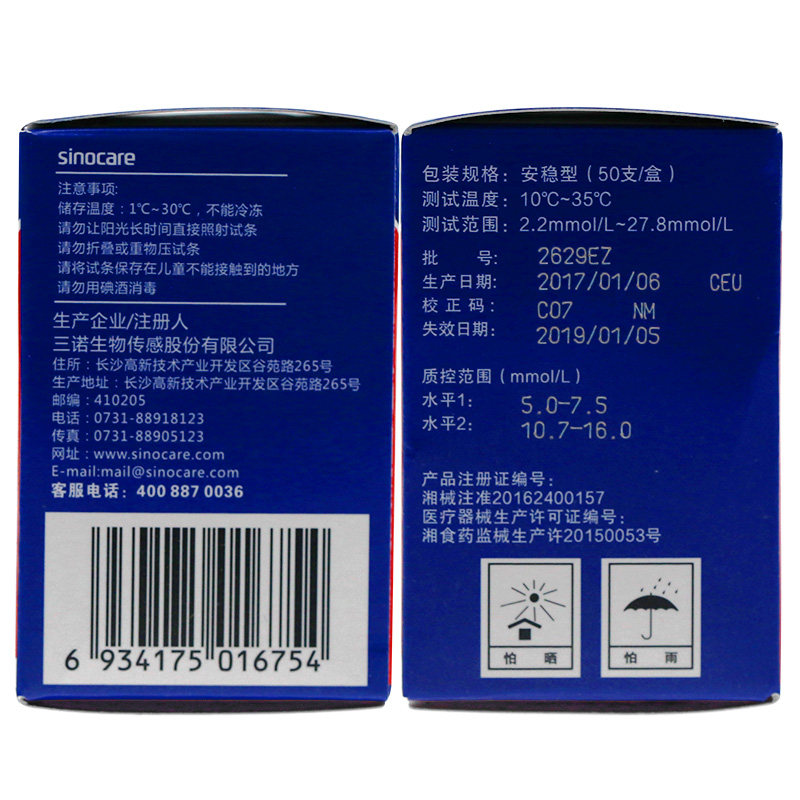 sinocare
注意事项:
储存温度：1℃~30℃，不能冷冻
请勿让阳光长时间直接照射试条
请勿折叠或重物压试条
请将试条保存在儿童不能接触到的地方
请勿用碘酒消毒
生产企业/注册人
三诺生物传感股份有限公司
住所：长沙高新技术产业开发区谷苑路265号
生产地址：长沙高新技术产业开发区谷苑路265号
邮编：410205
电话：0731-88918123
传真：0731-88905123
网址：www.sinocare.com
E-mail:mail@sinocare.com
客服电话：400 887 0036
6 934175 016754
包装规格：安稳型（50支/盒）
测试温度：10℃~35℃
测试范围：2.2mmol/L~27.8mmol/L
批 号：2629EZ
生产日期：2017/01/06 CEU
校 正 码：C07 NM
失效日期：2019/01/05
质控范围（mmol/L）
水平1：5.0-7.5
水平2：10.7-16.0
产品注册证编号：
湘械注准20162400157
医疗器械生产许可证编号：
湘食药监械生产许20150053号
怕 晒
怕 雨